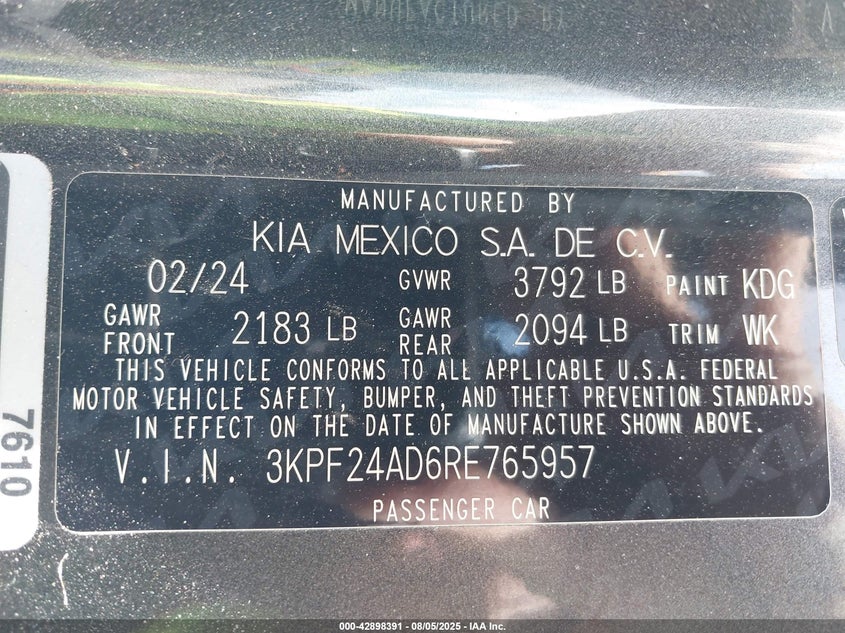 MANUFACTURED BY
KIA MEXICO S.A. DE C.V.
02/24 GVWR 3792 LB PAINT KDG
GAWR FRONT 2183 LB GAWR REAR 2094 LB TRIM WK
THIS VEHICLE CONFORMS TO ALL APPLICABLE U.S.A. FEDERAL
MOTOR VEHICLE SAFETY, BUMPER, AND THEFT PREVENTION STANDARDS
IN EFFECT ON THE DATE OF MANUFACTURE SHOWN ABOVE.
V.I.N. 3KPF24AD6RE765957
PASSENGER CAR
7610
000-42898391 - 08/05/2025 - IAA Inc.